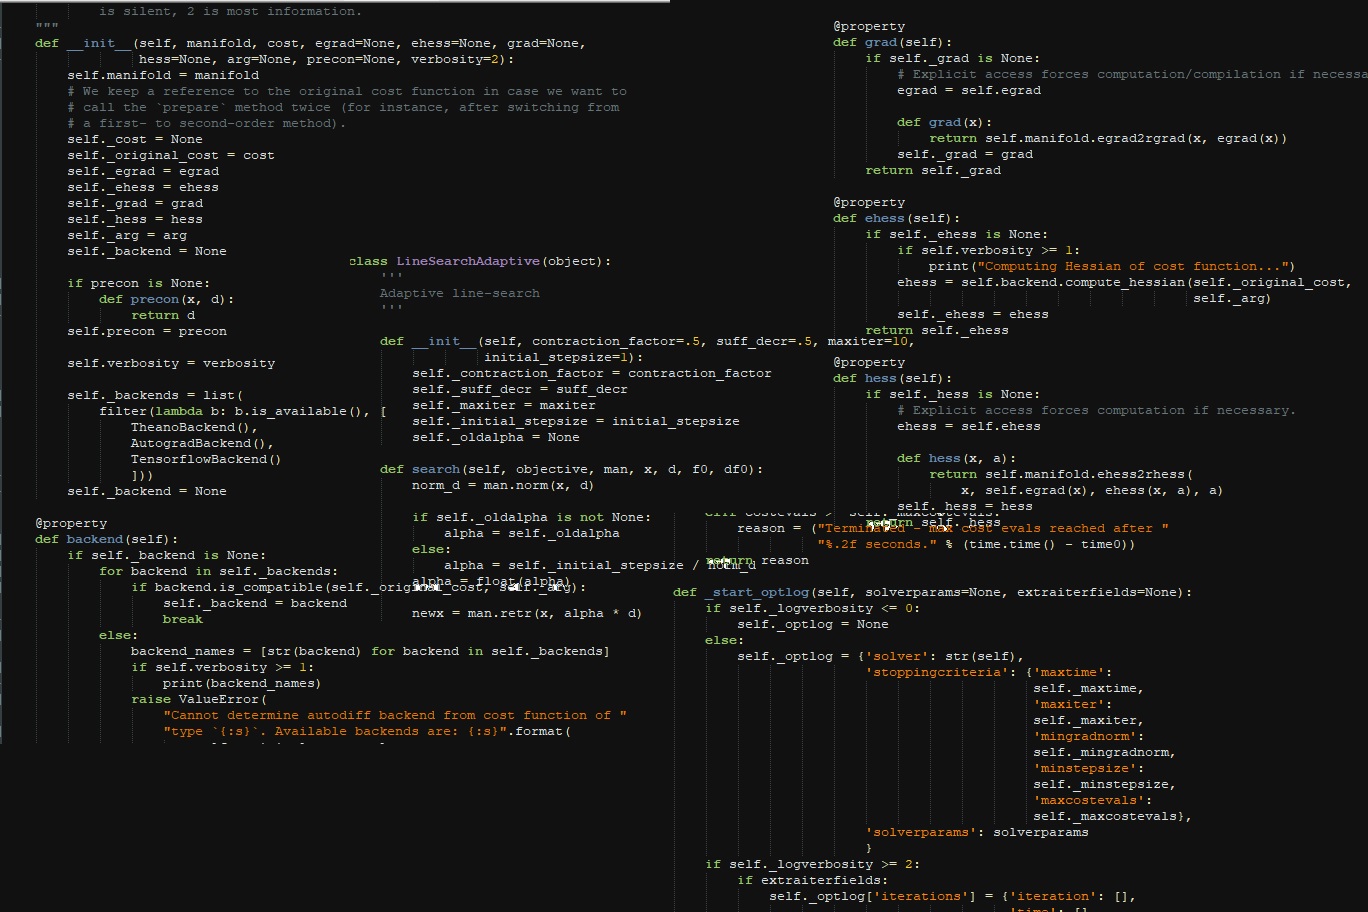 is silent, 2 is most information.
"""
def __init__(self, manifold, cost, egrad=None, ehess=None, grad=None,
hess=None, arg=None, precon=None, verbosity=2):
self.manifold = manifold
# We keep a reference to the original cost function in case we want to
# call the `prepare` method twice (for instance, after switching from
# a first- to second-order method).
self._cost = None
self._original_cost = cost
self._egrad = egrad
self._ehess = ehess
self._grad = grad
self._hess = hess
self._arg = arg
self._backend = None
if precon is None:
def precon(x, d):
return d
self.precon = precon
self.verbosity = verbosity
self._backends = list(
filter(lambda b: b.is_available(), [
TheanoBackend(),
AutogradBackend(),
TensorflowBackend()
]))
self._backend = None
@property
def backend(self):
if self._backend is None:
for backend in self._backends:
if backend.is_compatible(self._original_cost, self._arg):
self._backend = backend
break
else:
backend_names = [str(backend) for backend in self._backends]
if self.verbosity >= 1:
print(backend_names)
raise ValueError(
"Cannot determine autodiff backend from cost function of "
"type `{:s}`. Available backends are: {:s}".format(
class LineSearchAdaptive(object):
'''
Adaptive line-search
'''
def __init__(self, contraction_factor=.5, suff_decr=.5, maxiter=10,
initial_stepsize=1):
self._contraction_factor = contraction_factor
self._suff_decr = suff_decr
self._maxiter = maxiter
self._initial_stepsize = initial_stepsize
self._oldalpha = None
def search(self, objective, man, x, d, f0, df0):
norm_d = man.norm(x, d)
if self._oldalpha is not None:
alpha = self._oldalpha
else:
alpha = self._initial_stepsize / norm_d
alpha = float(alpha)
newx = man.retr(x, alpha * d)
@property
def grad(self):
if self._grad is None:
# Explicit access forces computation/compilation if necessa
egrad = self.egrad
def grad(x):
return self.manifold.egrad2rgrad(x, egrad(x))
self._grad = grad
return self._grad
@property
def ehess(self):
if self._ehess is None:
if self.verbosity >= 1:
print("Computing Hessian of cost function...")
ehess = self.backend.compute_hessian(self._original_cost,
self._arg)
self._ehess = ehess
return self._ehess
@property
def hess(self):
if self._hess is None:
# Explicit access forces computation if necessary.
ehess = self.ehess
def hess(x, a):
return self.manifold.ehess2rhess(
x, self.egrad(x), ehess(x, a), a)
self._hess = hess
return self._hess
reason = ("Terminated - max cost evals reached after "
"%.2f seconds." % (time.time() - time0))
return reason
def _start_optlog(self, solverparams=None, extraiterfields=None):
if self._logverbosity <= 0:
self._optlog = None
else:
self._optlog = {'solver': str(self),
'stoppingcriteria': {'maxtime':
self._maxtime,
'maxiter':
self._maxiter,
'mingradnorm':
self._mingradnorm,
'minstepsize':
self._minstepsize,
'maxcostevals':
self._maxcostevals},
'solverparams': solverparams
}
if self._logverbosity >= 2:
if extraiterfields:
self._optlog['iterations'] = {'iteration': [],
'time': [],